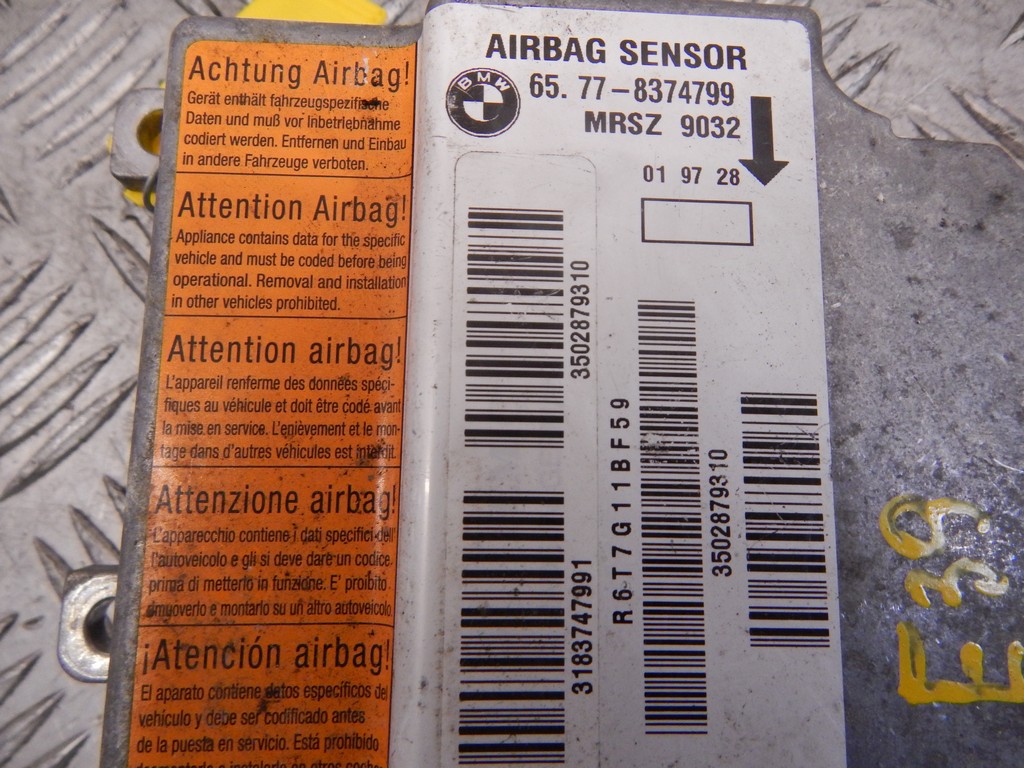 Achtung Airbag!
Gerät enthält fahrzeugspezifische
Daten und muß vor Inbetriebnahme
codiert werden. Entfernen und Einbau
in andere Fahrzeuge verboten.
Attention Airbag!
Appliance contains data for the specific
vehicle and must be coded before being
operational. Removal and installation
in other vehicles prohibited.
Attention airbag!
L'appareil renferme des données spéci-
fiques au véhicule et doit être codé avant
la mise en service. L'enièvement et le mon-
tage dans d'autres véhicules est interdit.
Attenzione airbag!
L'apparecchio contiene i dati specifici dell'
l'autoveicolo e gli si deve dare un codice
prima di metterlo in funzione. E' proibito
smuoverlo e montarlo su un altro autoveicolo
¡Atención airbag!
El aparato contiene datos específicos del
vehículo y debe ser codificado antes
de la puesta en servicio. Está prohibido
desmontarlo e instalarlo en otros
AIRBAG SENSOR
BMW
65. 77-8374799
MRSZ 9032
01 97 28
3502879310
3183747991
R6T7G11BF59
3502879310
E39